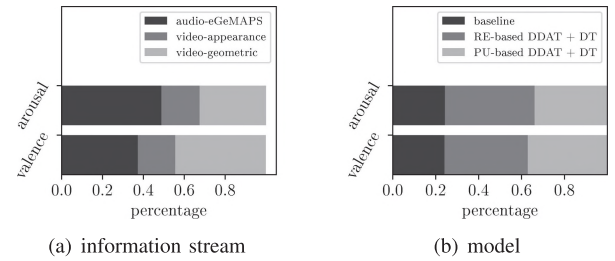 audio-eGeMAPS
video-appearance
video-geometric
arousal
valence
0.0 0.2 0.4 0.6 0.8
percentage
(a) information stream
baseline
RE-based DDAT + DT
PU-based DDAT + DT
arousal
valence
0.0 0.2 0.4 0.6 0.8
percentage
(b) model